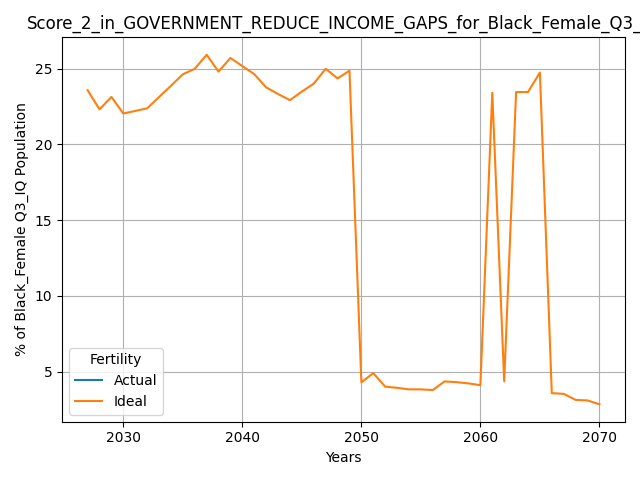 Score_2_in_GOVERNMENT_REDUCE_INCOME_GAPS_for_Black_Female_Q3_
% of Black_Female Q3_IQ Population
25
20
15
10
5
Fertility
Actual
Ideal
2030 2040 2050 2060 2070
Years